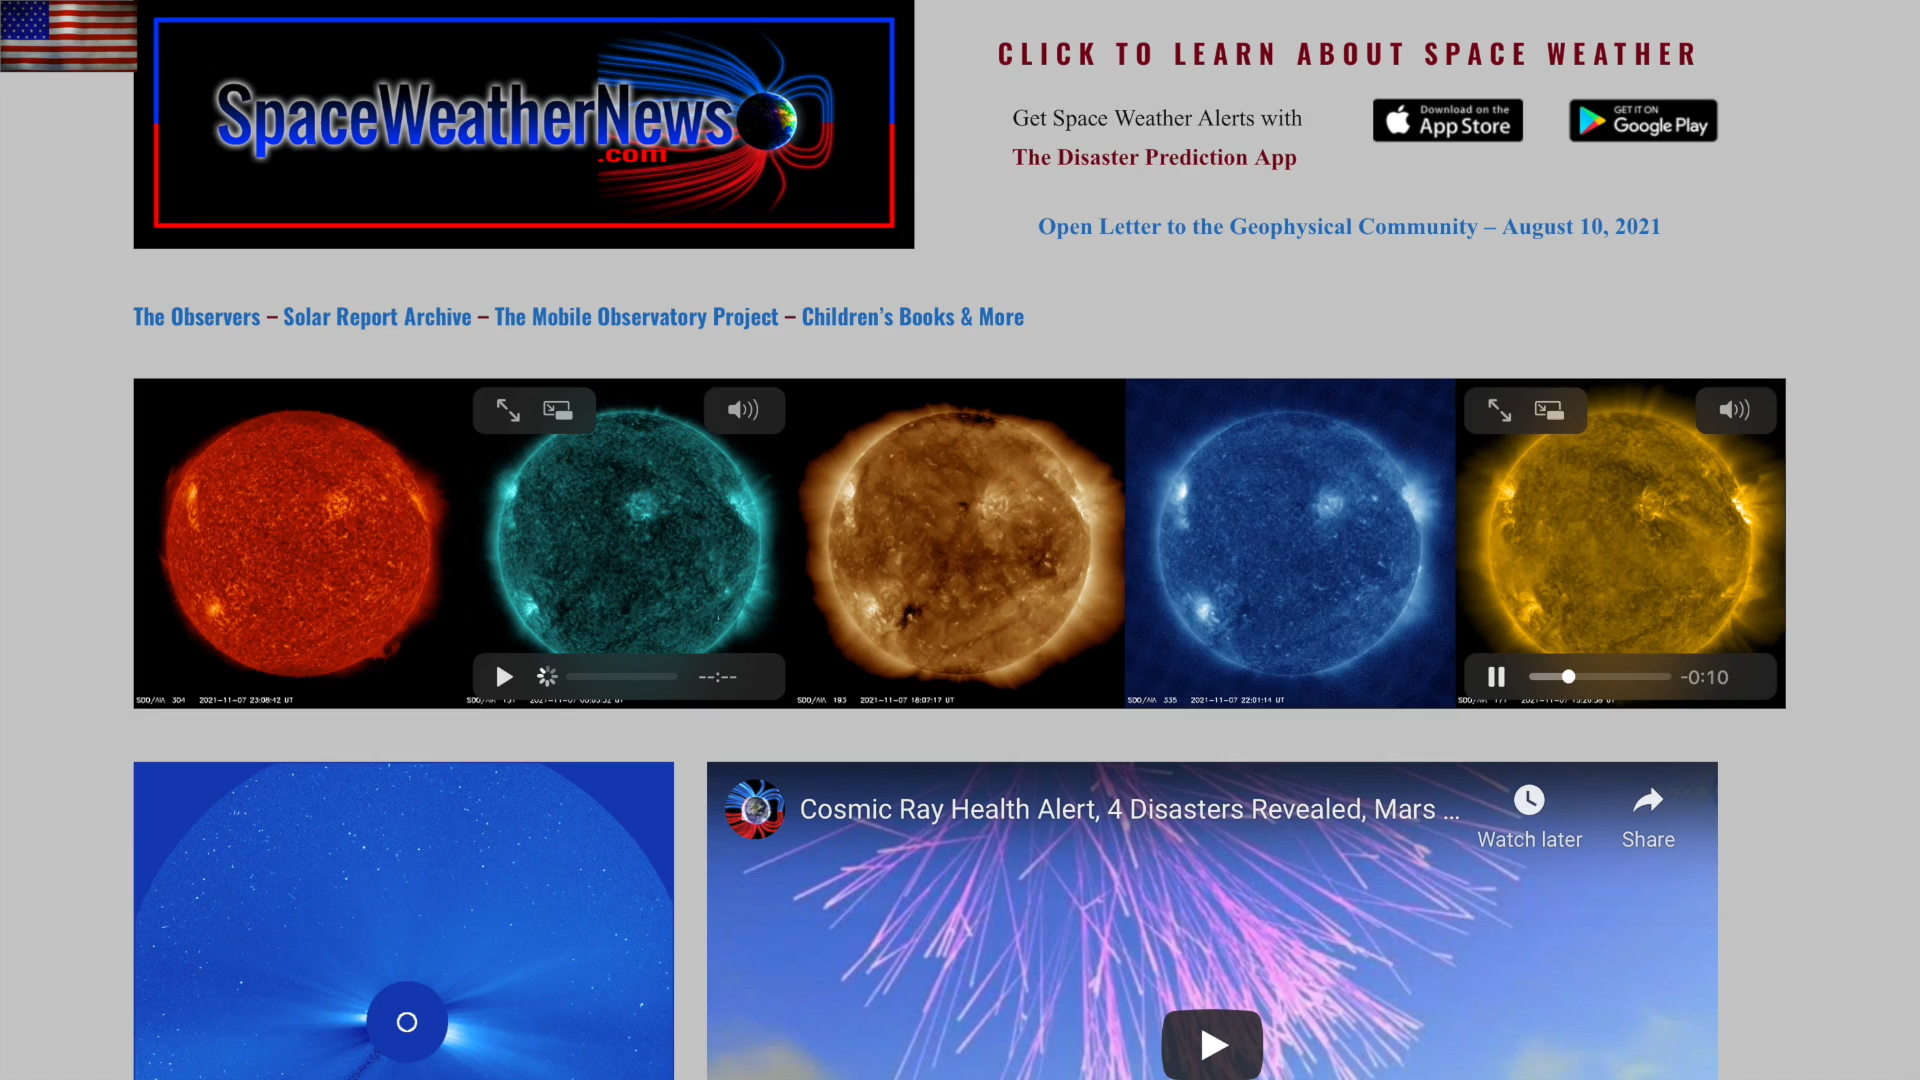 SpaceWeatherNews
.com
CLICK TO LEARN ABOUT SPACE WEATHER
Get Space Weather Alerts with
The Disaster Prediction App
Download on the
App Store
GET IT ON
Google Play
Open Letter to the Geophysical Community – August 10, 2021
The Observers – Solar Report Archive – The Mobile Observatory Project – Children’s Books & More
--:--
-0:10
SDO/AIA 304 2021-11-07 23:08:42 UT
SDO/AIA 193 2021-11-07 18:07:17 UT
SDO/AIA 335 2021-11-07 22:01:14 UT
Cosmic Ray Health Alert, 4 Disasters Revealed, Mars ...
Watch later
Share